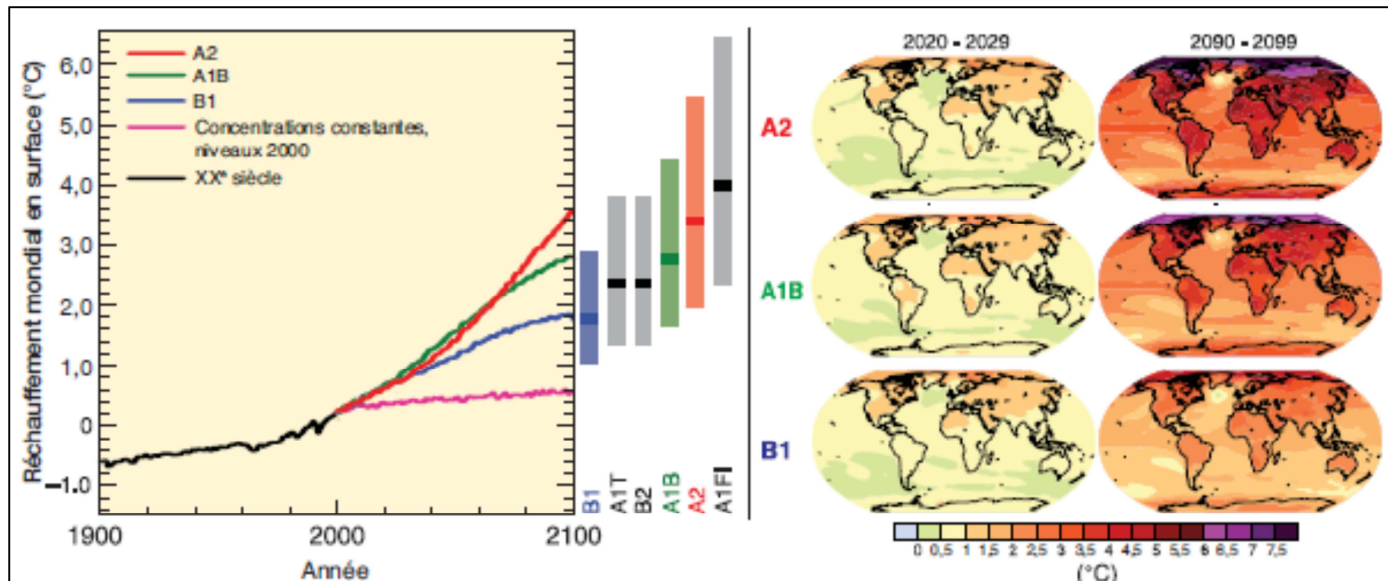 Réchauffement mondial en surface (°C)
6,0
5,0
4,0
3,0
2,0
1,0
0
–1.0
A2
A1B
B1
Concentrations constantes,
niveaux 2000
XXᵉ siècle
1900
2000
2100
Année
B1
A1T
B2
A1B
A2
A1FI
2020 - 2029
2090 - 2099
A2
A1B
B1
0 0,5 1 1,5 2 2,5 3 3,5 4 4,5 5 5,5 6 6,5 7 7,5
(°C)